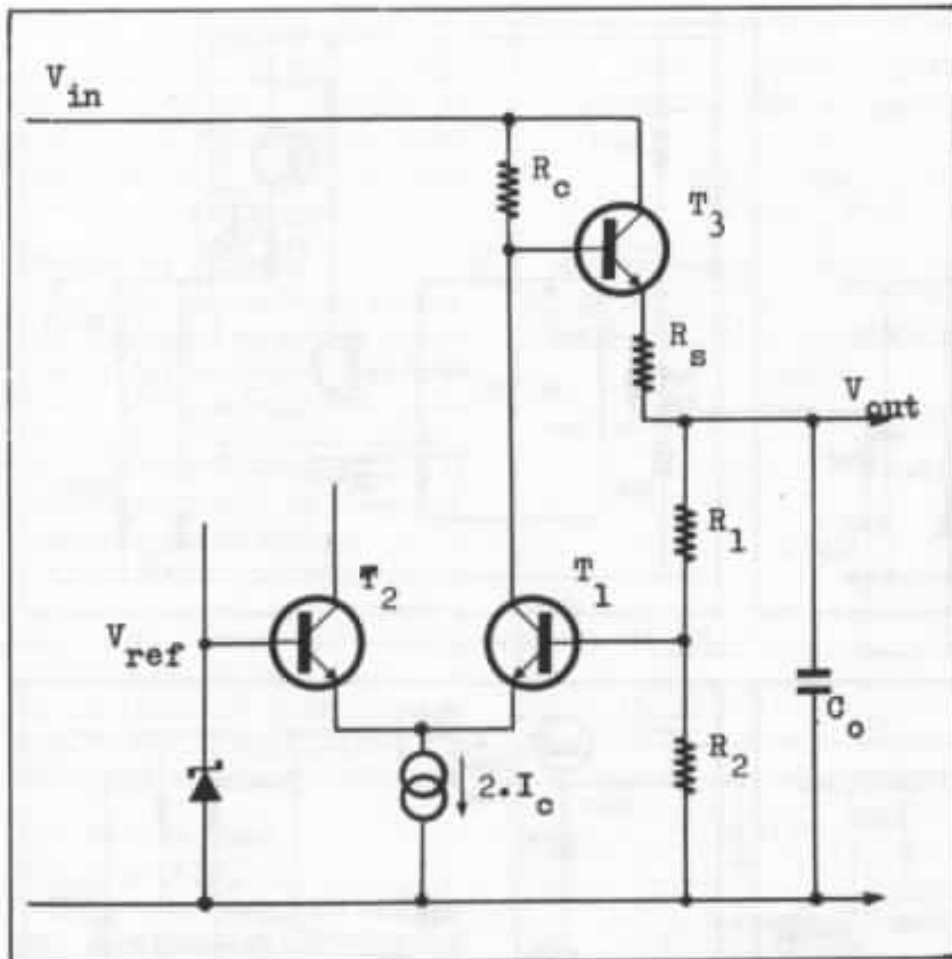 V_in
R_c
T_3
R_s
V_out
R_1
T_2
T_1
V_ref
C_o
R_2
2.I_c